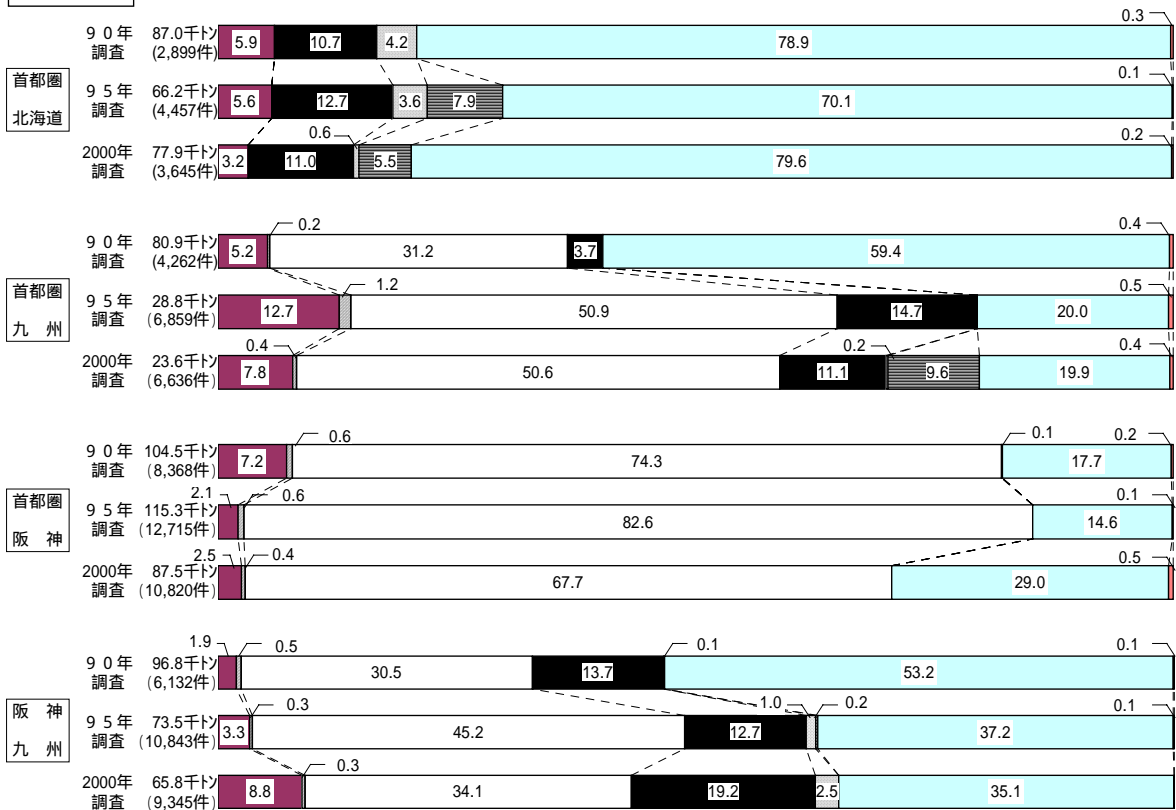 0.3
９０年 87.0千トン
調査 (2,899件)
5.9 10.7 4.2 78.9
首都圏
北海道
0.1
９５年 66.2千トン
調査 (4,457件)
5.6 12.7 3.6 7.9 70.1
0.6 0.2
2000年 77.9千トン
調査 (3,645件)
3.2 11.0 5.5 79.6
0.2 0.4
９０年 80.9千トン
調査 (4,262件)
5.2 31.2 3.7 59.4
首都圏
九　州
1.2 0.5
９５年 28.8千トン
調査 (6,859件)
12.7 50.9 14.7 20.0
0.4 0.2 0.4
2000年 23.6千トン
調査 (6,636件)
7.8 50.6 11.1 9.6 19.9
0.6 0.1 0.2
９０年 104.5千トン
調査 (8,368件)
7.2 74.3 17.7
首都圏
阪　神
2.1 0.6 0.1
９５年 115.3千トン
調査 (12,715件)
82.6 14.6
2.5 0.4 0.5
2000年 87.5千トン
調査 (10,820件)
67.7 29.0
1.9 0.5 0.1 0.1
９０年 96.8千トン
調査 (6,132件)
30.5 13.7 53.2
阪　神
九　州
0.3 1.0 0.2 0.1
９５年 73.5千トン
調査 (10,843件)
3.3 45.2 12.7 37.2
0.3
2000年 65.8千トン
調査 (9,345件)
8.8 34.1 19.2 2.5 35.1